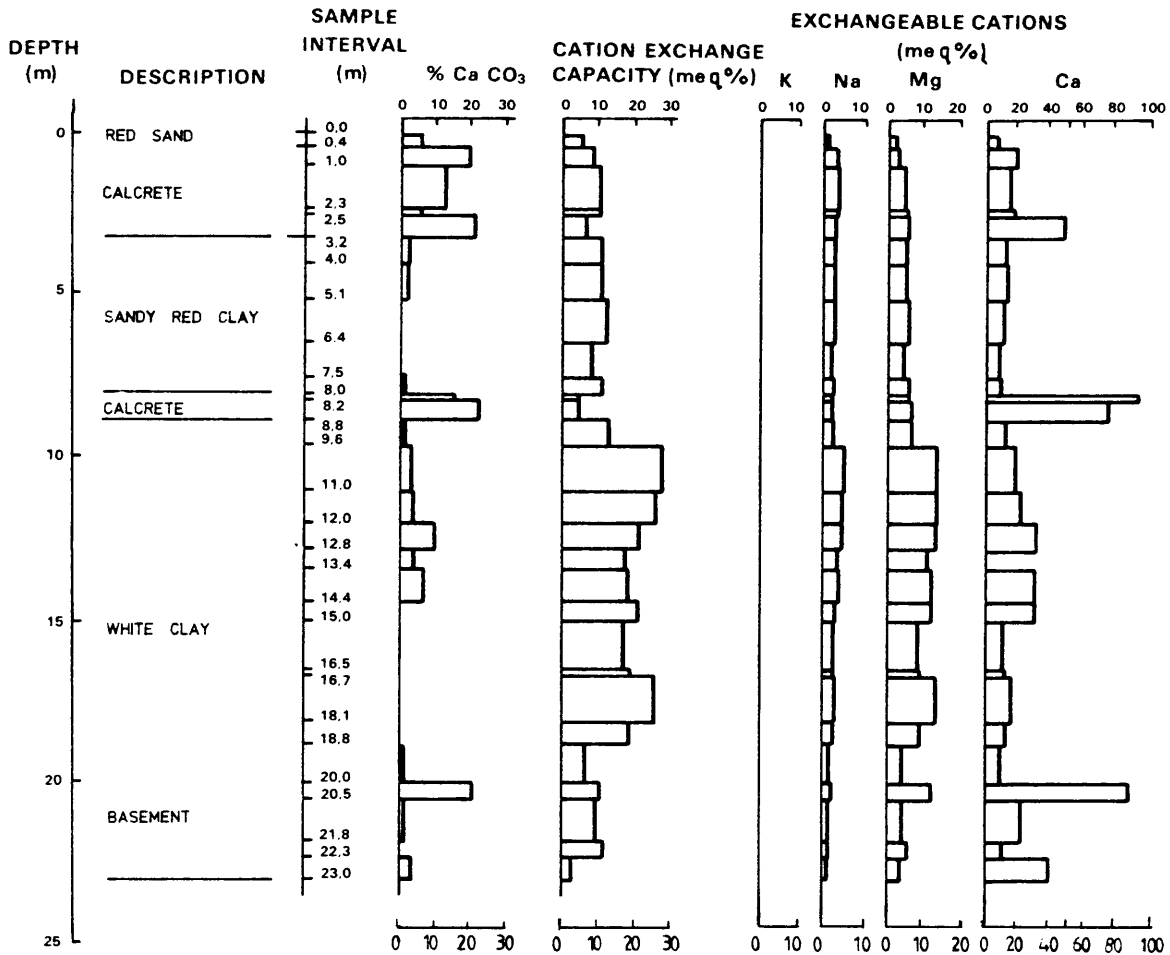 SAMPLE
INTERVAL
(m)
EXCHANGEABLE CATIONS
(meq%)
DEPTH
(m)
DESCRIPTION
% Ca CO3
CATION EXCHANGE
CAPACITY (meq%)
K
Na
Mg
Ca
0 10 20 30
0 10 20 30
0 10
0 10
0 10 20
0 20 40 60 80 100
0
5
10
15
20
25
RED SAND
CALCRETE
SANDY RED CLAY
CALCRETE
WHITE CLAY
BASEMENT
0.0
0.4
1.0
2.3
2.5
3.2
4.0
5.1
6.4
7.5
8.0
8.2
8.8
9.6
11.0
12.0
12.8
13.4
14.4
15.0
16.5
16.7
18.1
18.8
20.0
20.5
21.8
22.3
23.0
0 10 20 30
0 10 20 30
0 10
0 10
0 10 20
0 20 40 60 80 100